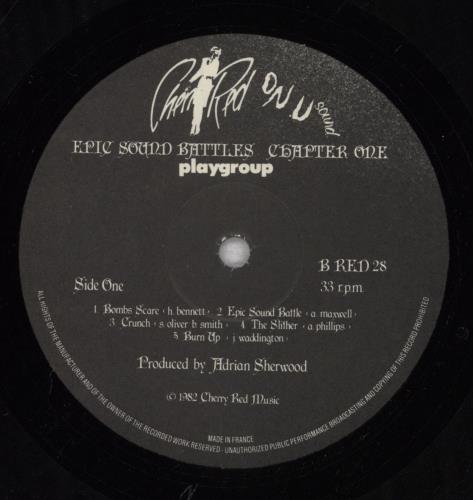 Cherry Red ON U sound
EPIC SOUND BATTLES CHAPTER ONE
playgroup
B RED 28
Side One
33 r.p.m.
1 Bombs Scare (h. bennett) 2 Epic Sound Battle (a. maxwell)
3 Crunch (s. oliver b. smith) 4 The Slither (a. phillips)
5 Burn Up (j. waddington)
Produced by Adrian Sherwood
© 1982 Cherry Red Music
MADE IN FRANCE
ALL RIGHTS OF THE MANUFACTURER AND OF THE OWNER OF THE RECORDED WORK RESERVED - UNAUTHORIZED PUBLIC PERFORMANCE BROADCASTING AND COPYING OF THIS RECORD PROHIBITED